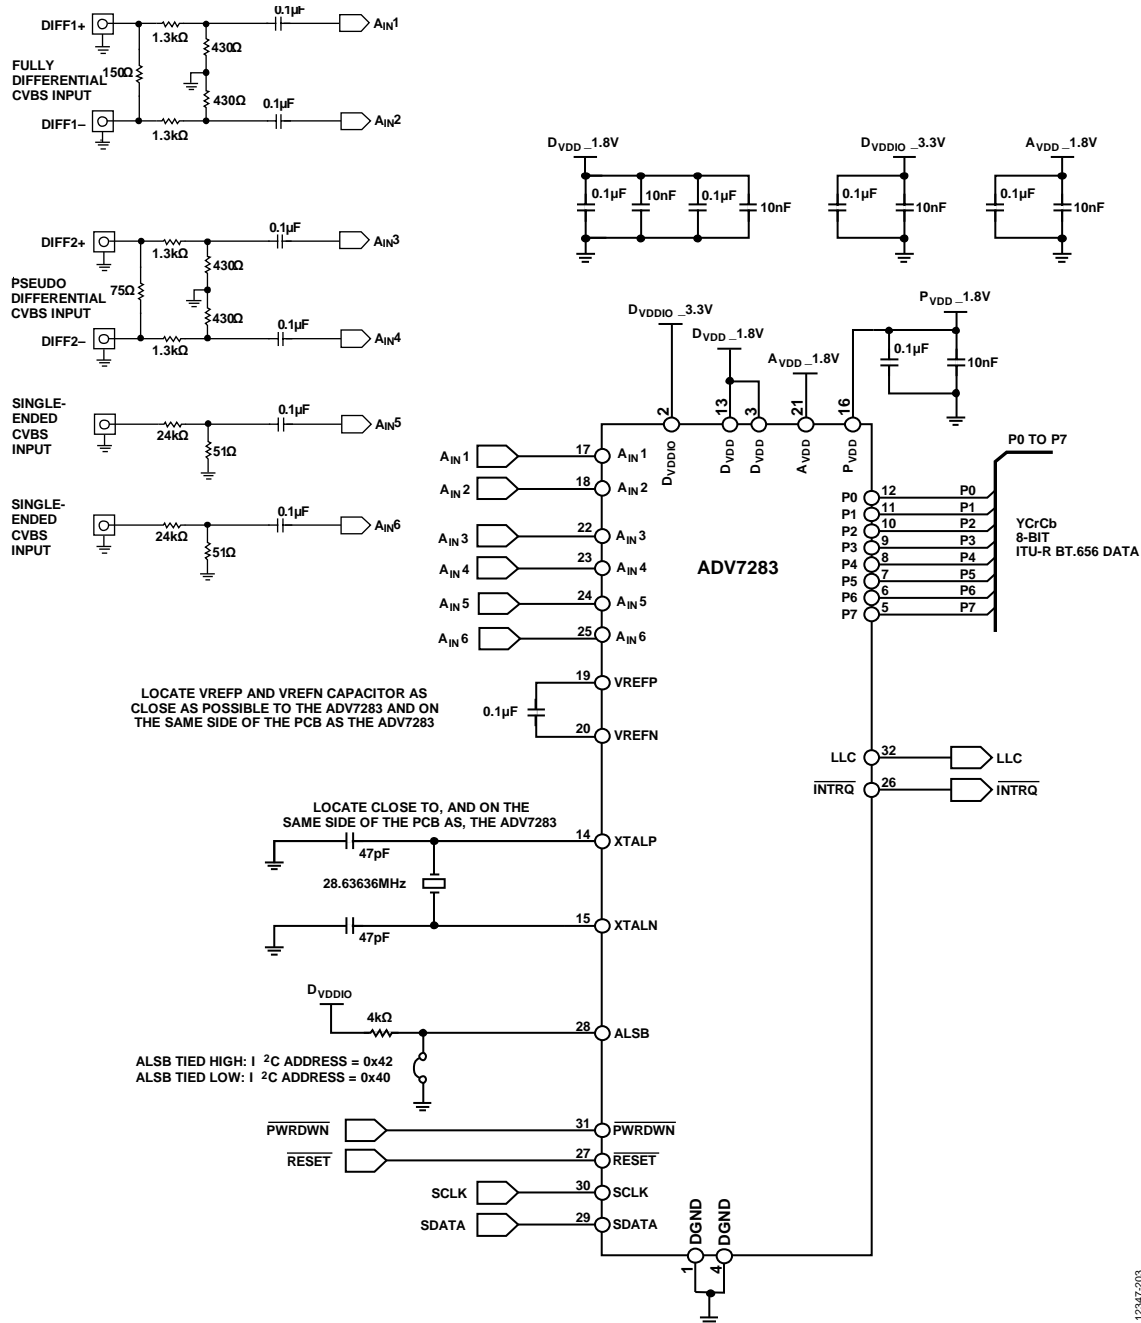 0.1µF
DIFF1+
AIN1
1.3kΩ
430Ω
FULLY
DIFFERENTIAL
CVBS INPUT
150Ω
430Ω
0.1µF
DIFF1–
AIN2
1.3kΩ
0.1µF
DIFF2+
AIN3
1.3kΩ
430Ω
PSEUDO
DIFFERENTIAL
CVBS INPUT
75Ω
430Ω
0.1µF
DIFF2–
AIN4
1.3kΩ
SINGLE-
ENDED
CVBS
INPUT
0.1µF
AIN5
24kΩ
51Ω
SINGLE-
ENDED
CVBS
INPUT
0.1µF
AIN6
24kΩ
51Ω
DVDD_1.8V
0.1µF
10nF
0.1µF
10nF
DVDDIO_3.3V
0.1µF
10nF
AVDD_1.8V
0.1µF
10nF
DVDDIO_3.3V
DVDD_1.8V
AVDD_1.8V
PVDD_1.8V
0.1µF
10nF
2
13
3
21
16
DVDDIO
DVDD
DVDD
AVDD
PVDD
AIN1 17 AIN1
AIN2 18 AIN2
AIN3 22 AIN3
AIN4 23 AIN4
AIN5 24 AIN5
AIN6 25 AIN6
ADV7283
P0 TO P7
P0 12 P0
P1 11 P1
P2 10 P2
P3 9 P3
P4 8 P4
P5 7 P5
P6 6 P6
P7 5 P7
YCrCb
8-BIT
ITU-R BT.656 DATA
LOCATE VREFP AND VREFN CAPACITOR AS
CLOSE AS POSSIBLE TO THE ADV7283 AND ON
THE SAME SIDE OF THE PCB AS THE ADV7283
19 VREFP
0.1µF
20 VREFN
LLC 32 LLC
INTRQ 26 INTRQ
LOCATE CLOSE TO, AND ON THE
SAME SIDE OF THE PCB AS, THE ADV7283
14 XTALP
47pF
28.63636MHz
15 XTALN
47pF
DVDDIO
4kΩ
28 ALSB
ALSB TIED HIGH: I 2C ADDRESS = 0x42
ALSB TIED LOW: I 2C ADDRESS = 0x40
PWRDWN 31 PWRDWN
RESET 27 RESET
SCLK 30 SCLK
SDATA 29 SDATA
DGND
DGND
1
4
12347-203